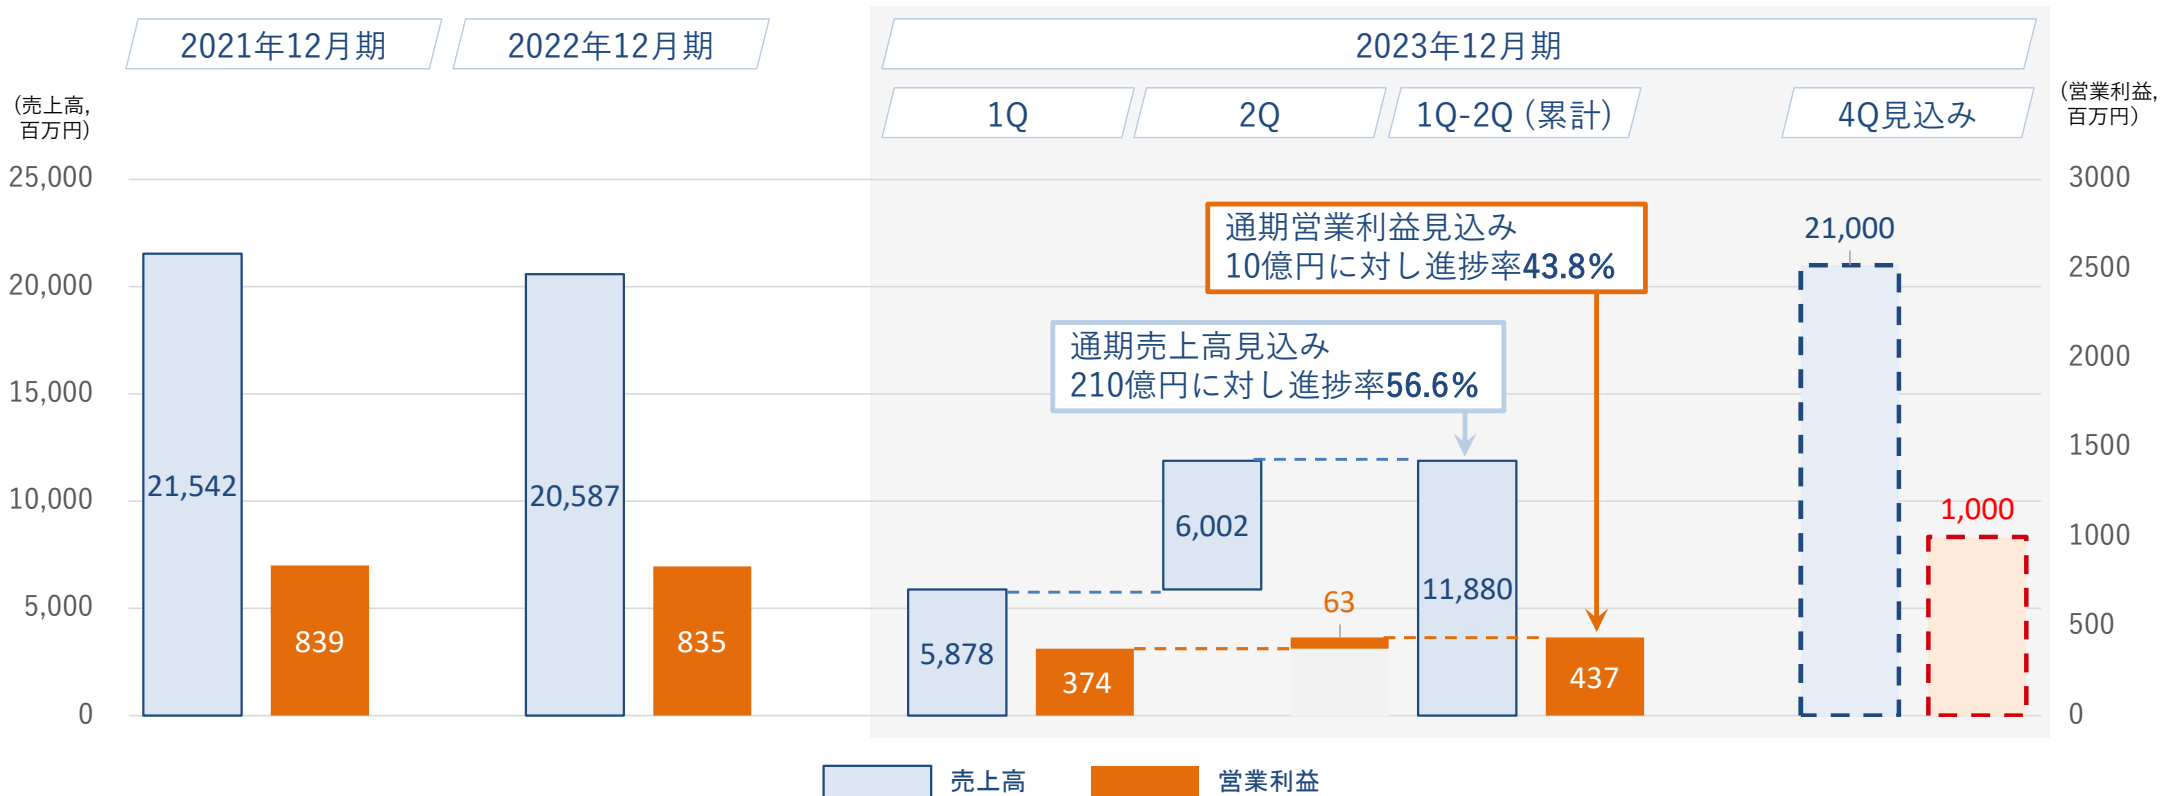 2021年12月期
2022年12月期
2023年12月期
1Q
2Q
1Q-2Q (累計)
4Q見込み
(売上高,
百万円)
(営業利益,
百万円)
25,000
20,000
15,000
10,000
5,000
0
3000
2500
2000
1500
1000
500
0
通期営業利益見込み
10億円に対し進捗率43.8%
通期売上高見込み
210億円に対し進捗率56.6%
21,542
839
20,587
835
5,878
374
6,002
63
11,880
437
21,000
1,000
売上高
営業利益